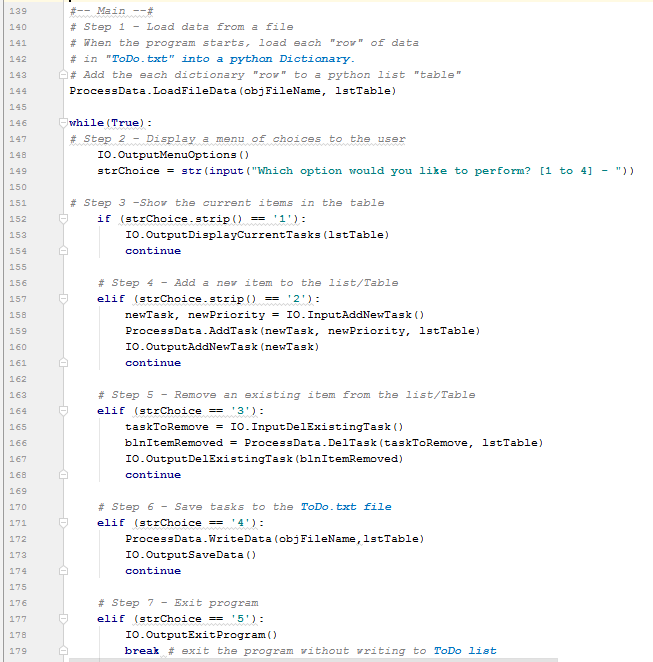 139 #-- Main --#
140 # Step 1 - Load data from a file
141 # When the program starts, load each "row" of data
142 # in "ToDo.txt" into a python Dictionary.
143 # Add the each dictionary "row" to a python list "table"
144 ProcessData.LoadFileData(objFileName, lstTable)
145
146 while(True):
147 # Step 2 - Display a menu of choices to the user
148     IO.OutputMenuOptions()
149     strChoice = str(input("Which option would you like to perform? [1 to 4] - "))
150
151 # Step 3 -Show the current items in the table
152     if (strChoice.strip() == '1'):
153         IO.OutputDisplayCurrentTasks(lstTable)
154         continue
155
156     # Step 4 - Add a new item to the list/Table
157     elif (strChoice.strip() == '2'):
158         newTask, newPriority = IO.InputAddNewTask()
159         ProcessData.AddTask(newTask, newPriority, lstTable)
160         IO.OutputAddNewTask(newTask)
161         continue
162
163     # Step 5 - Remove an existing item from the list/Table
164     elif (strChoice == '3'):
165         taskToRemove = IO.InputDelExistingTask()
166         blnItemRemoved = ProcessData.DelTask(taskToRemove, lstTable)
167         IO.OutputDelExistingTask(blnItemRemoved)
168         continue
169
170     # Step 6 - Save tasks to the ToDo.txt file
171     elif (strChoice == '4'):
172         ProcessData.WriteData(objFileName,lstTable)
173         IO.OutputSaveData()
174         continue
175
176     # Step 7 - Exit program
177     elif (strChoice == '5'):
178         IO.OutputExitProgram()
179         break # exit the program without writing to ToDo list